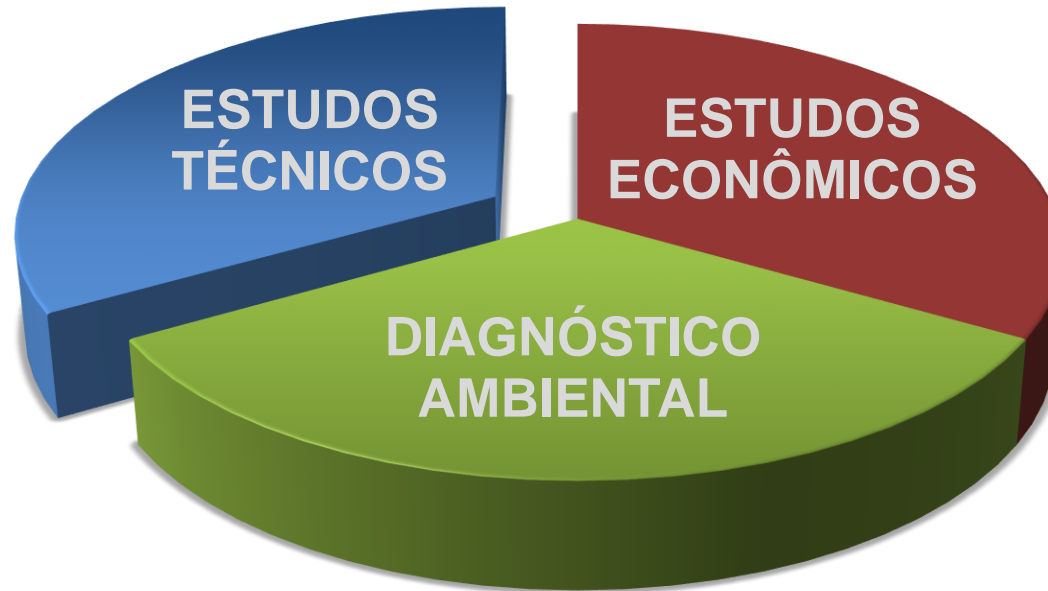 ESTUDOS
TÉCNICOS
ESTUDOS
ECONÔMICOS
DIAGNÓSTICO
AMBIENTAL